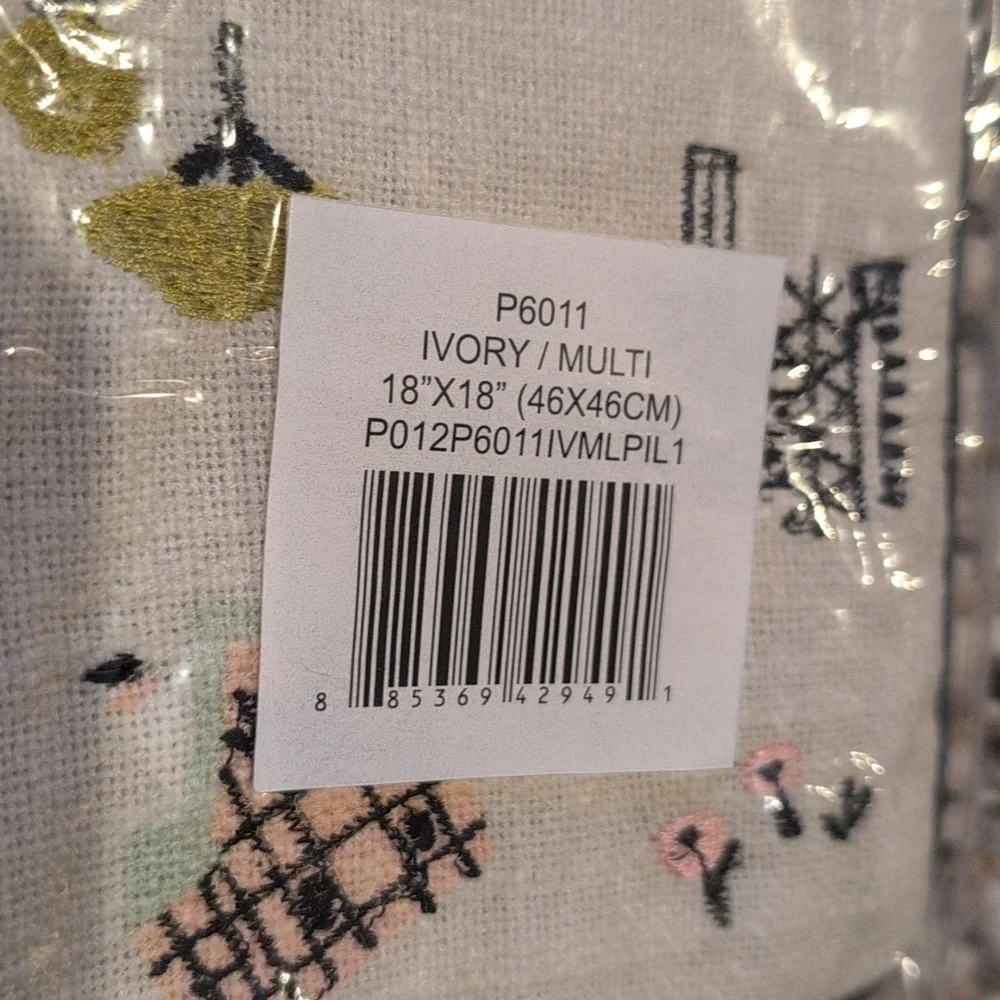 P6011
IVORY / MULTI
18”X18” (46X46CM)
P012P6011IVMLPIL1
8 85369 42949 1